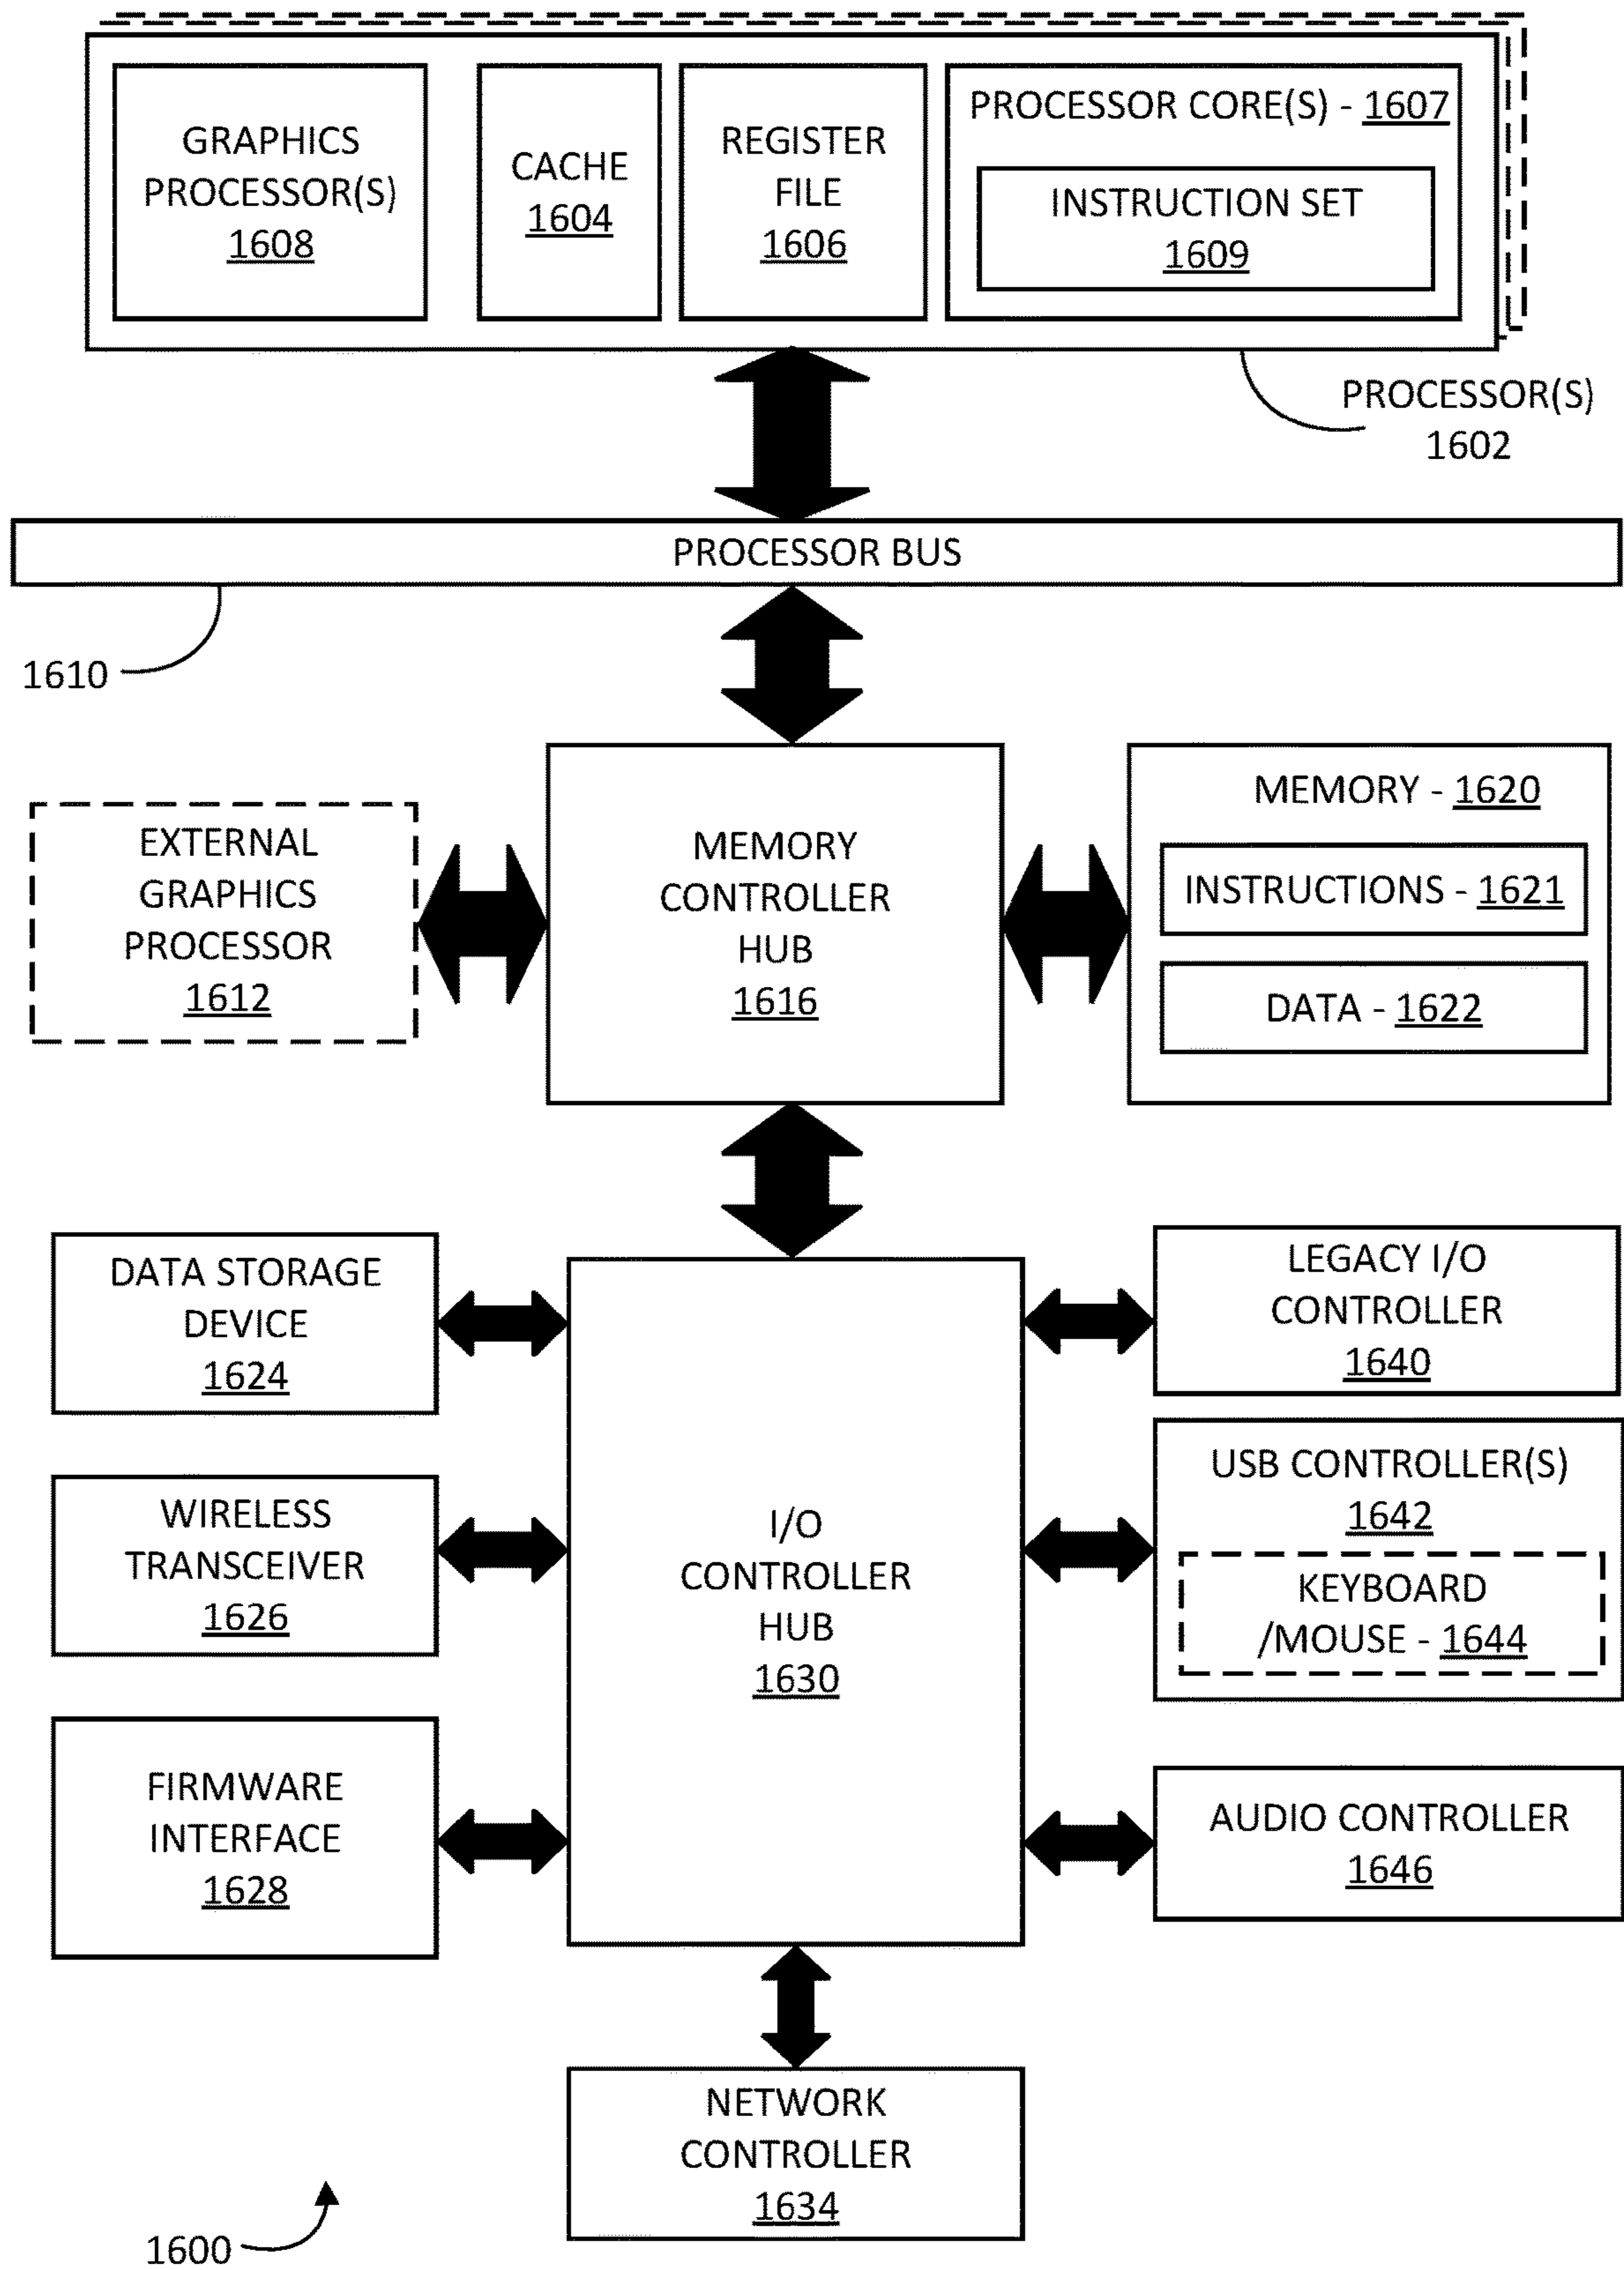 GRAPHICS
PROCESSOR(S)
1608
CACHE
1604
REGISTER
FILE
1606
PROCESSOR CORE(S) - 1607
INSTRUCTION SET
1609
PROCESSOR(S)
1602
PROCESSOR BUS
1610
EXTERNAL
GRAPHICS
PROCESSOR
1612
MEMORY
CONTROLLER
HUB
1616
MEMORY - 1620
INSTRUCTIONS - 1621
DATA - 1622
DATA STORAGE
DEVICE
1624
WIRELESS
TRANSCEIVER
1626
FIRMWARE
INTERFACE
1628
I/O
CONTROLLER
HUB
1630
LEGACY I/O
CONTROLLER
1640
USB CONTROLLER(S)
1642
KEYBOARD
/MOUSE - 1644
AUDIO CONTROLLER
1646
NETWORK
CONTROLLER
1634
1600